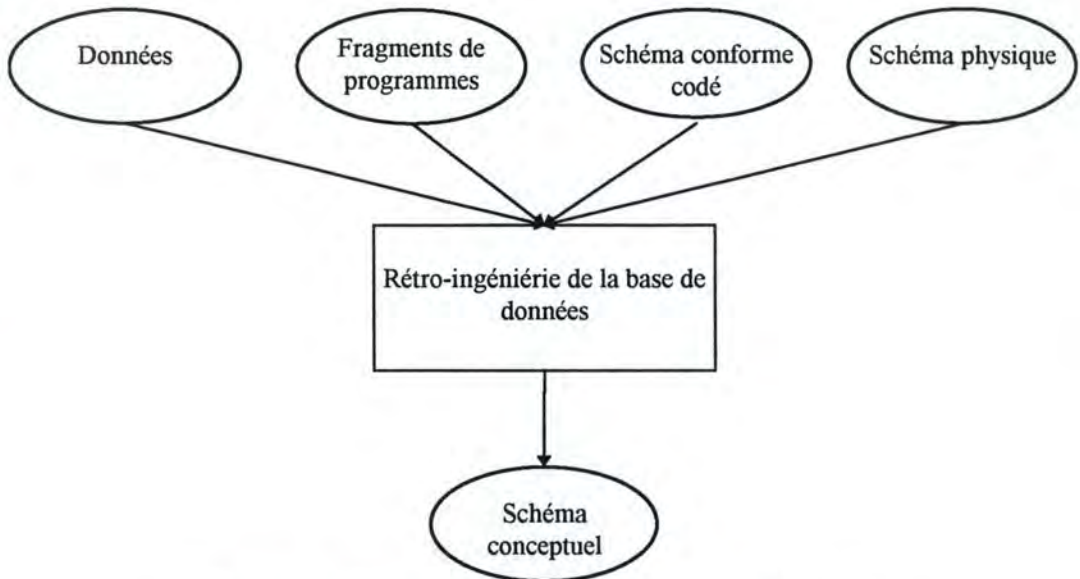 Données
Fragments de
programmes
Schéma conforme
codé
Schéma physique
Rétro-ingéniérie de la base de
données
Schéma
conceptuel